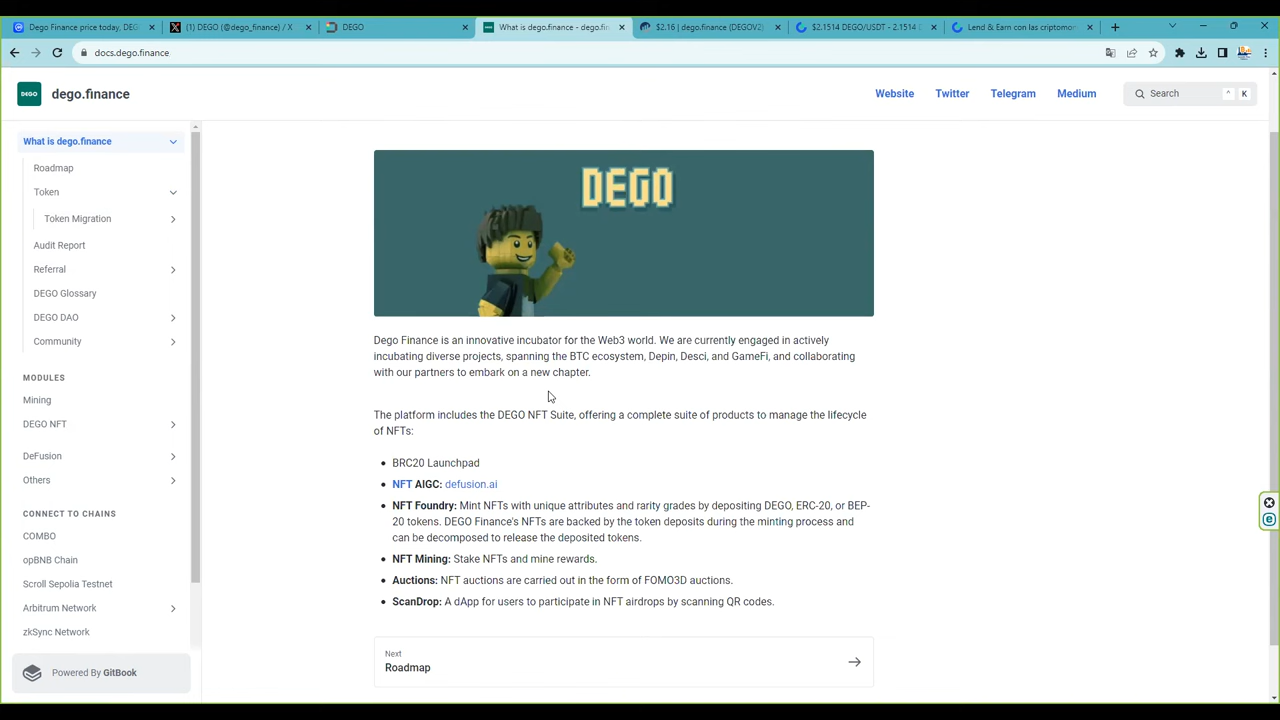 Dego Finance price today, DEG
(1) DEGO (@dego_finance) / X
DEGO
What is dego.finance - dego.fin
$2.16 | dego.finance (DEGOV2)
$2.1514 DEGO/USDT - 2.1514 D
Lend & Earn con las criptomon
docs.dego.finance
DEGO
dego.finance
Website
Twitter
Telegram
Medium
Search
^
K
What is dego.finance
Roadmap
Token
Token Migration
Audit Report
Referral
DEGO Glossary
DEGO DAO
Community
MODULES
Mining
DEGO NFT
DeFusion
Others
CONNECT TO CHAINS
COMBO
opBNB Chain
Scroll Sepolia Testnet
Arbitrum Network
zkSync Network
Powered By GitBook
DEGO
Dego Finance is an innovative incubator for the Web3 world. We are currently engaged in actively
incubating diverse projects, spanning the BTC ecosystem, Depin, Desci, and GameFi, and collaborating
with our partners to embark on a new chapter.
The platform includes the DEGO NFT Suite, offering a complete suite of products to manage the lifecycle
of NFTs:
BRC20 Launchpad
NFT AIGC: defusion.ai
NFT Foundry: Mint NFTs with unique attributes and rarity grades by depositing DEGO, ERC-20, or BEP-
20 tokens. DEGO Finance's NFTs are backed by the token deposits during the minting process and
can be decomposed to release the deposited tokens.
NFT Mining: Stake NFTs and mine rewards.
Auctions: NFT auctions are carried out in the form of FOMO3D auctions.
ScanDrop: A dApp for users to participate in NFT airdrops by scanning QR codes.
Next
Roadmap